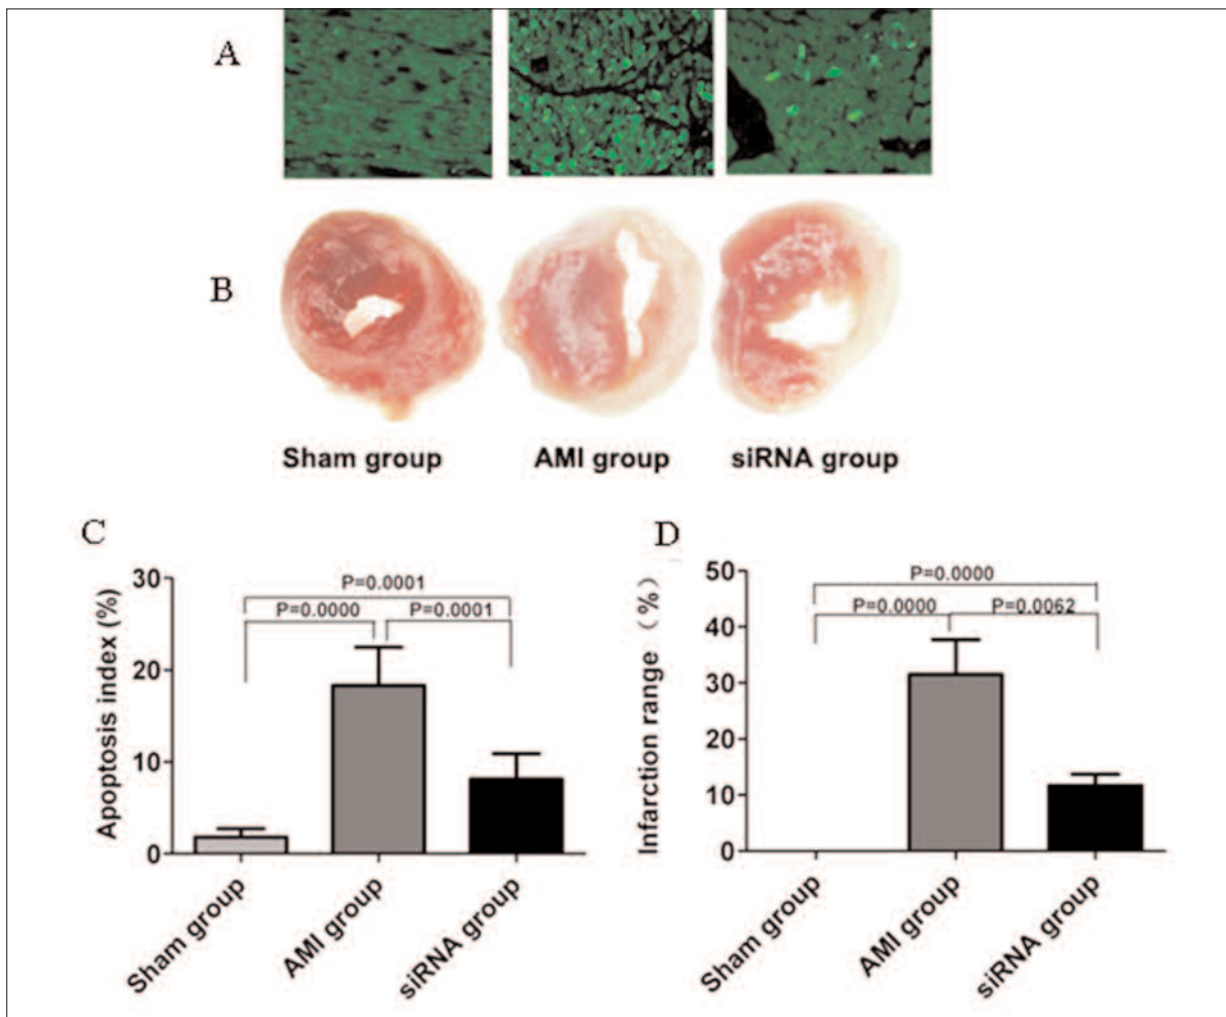 A
B
Sham group AMI group siRNA group
C
Apoptosis index (%)
30
20
10
0
P=0.0001
P=0.0000 P=0.0001
Sham group
AMI group
siRNA group
D
Infarction range（%）
50
40
30
20
10
0
P=0.0000
P=0.0000 P=0.0062
Sham group
AMI group
siRNA group